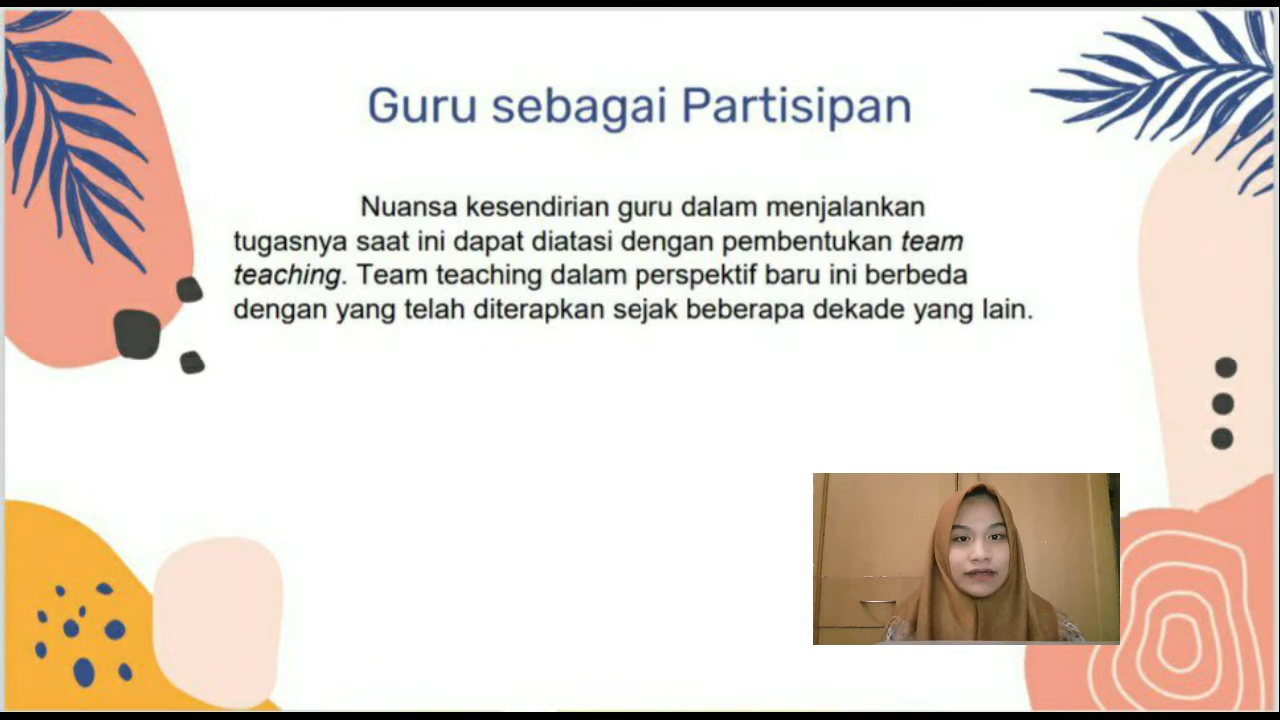 Guru sebagai Partisipan
Nuansa kesendirian guru dalam menjalankan
tugasnya saat ini dapat diatasi dengan pembentukan team
teaching. Team teaching dalam perspektif baru ini berbeda
dengan yang telah diterapkan sejak beberapa dekade yang lain.